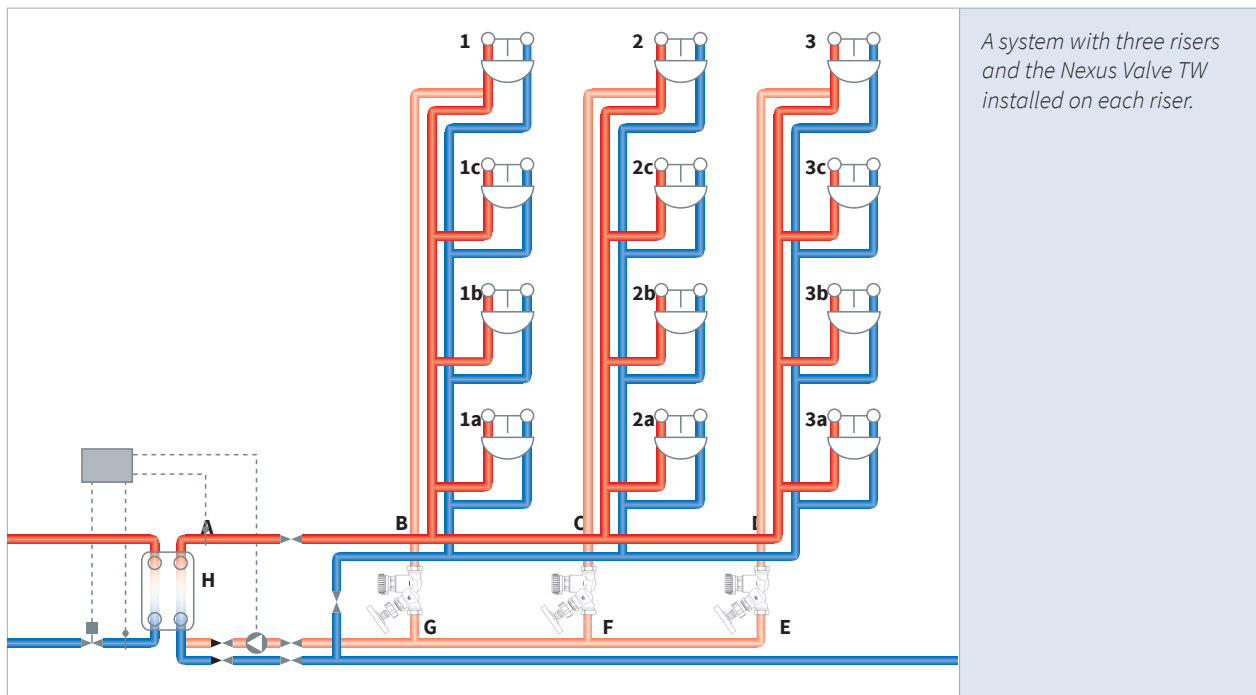 1 2 3
A system with three risers
and the Nexus Valve TW
installed on each riser.
1c 2c 3c
1b 2b 3b
1a 2a 3a
A B C D
H
G F E